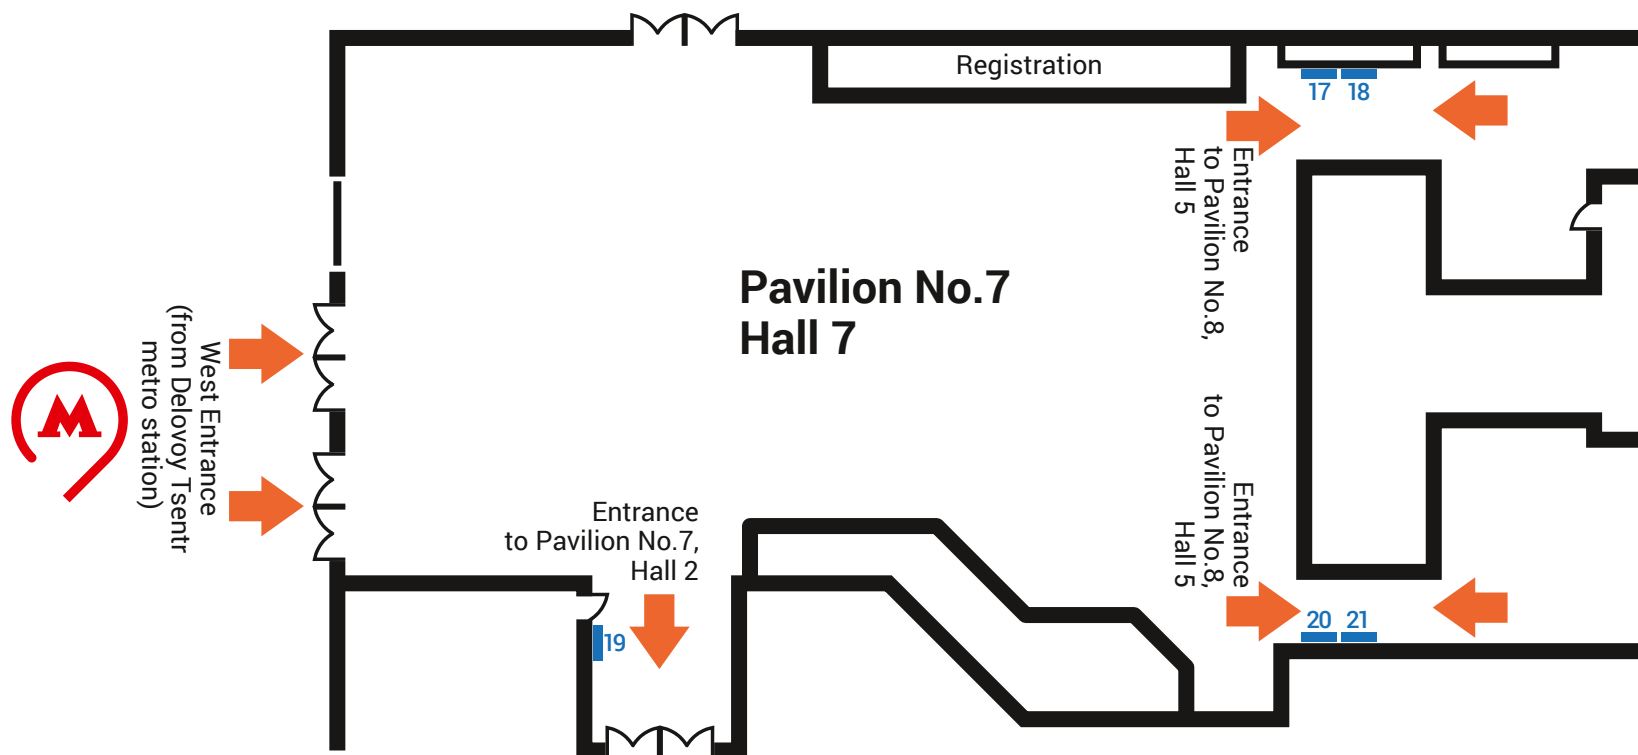 Registration
17 18
Entrance
to Pavilion No.8,
Hall 5
Pavilion No.7
Hall 7
West Entrance
(from Delovoy Tsentr
metro station)
M
Entrance
to Pavilion No.7,
Hall 2
19
Entrance
to Pavilion No.8,
Hall 5
20 21